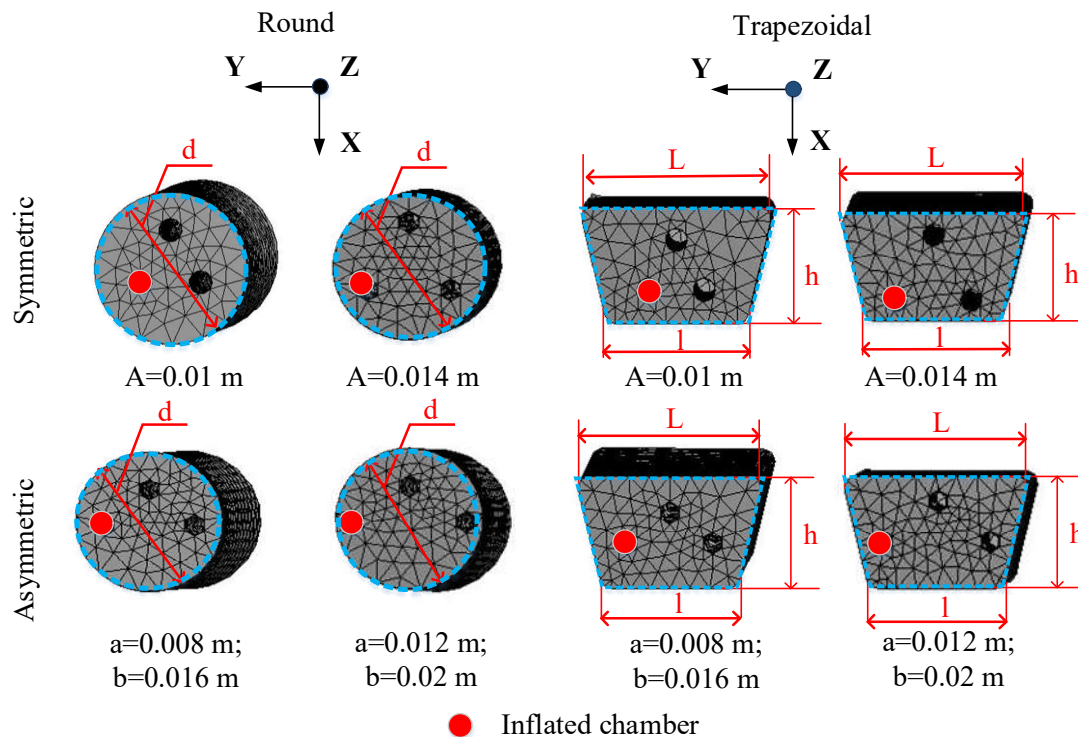 Round
Trapezoidal
Y
Z
X
Y
Z
X
Symmetric
d
d
L
L
h
h
l
l
A=0.01 m
A=0.014 m
A=0.01 m
A=0.014 m
Asymmetric
d
d
L
L
h
h
l
l
a=0.008 m;
b=0.016 m
a=0.012 m;
b=0.02 m
a=0.008 m;
b=0.016 m
a=0.012 m;
b=0.02 m
Inflated chamber